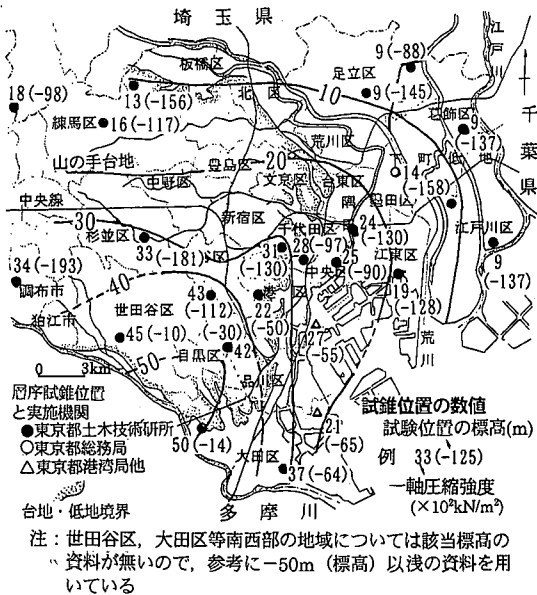 埼玉県
江戸川
9(-88)
板橋区
足立区
18(-98)
13(-156)
北区
10
9(-145)
葛飾区
9
(-137)
千葉県
練馬区
16(-117)
荒川区
下町低地
山の手台地
豊島区
-20
台東区
14
(-158)
中野区
文京区
墨田区
隅田
中央線
新宿区
24
(-130)
江戸川区
-30
杉並区
千代田区
31
(-130)
28(-97)
25
(-90)
江東区
33(-181)
中央区
9
(-137)
34(-193)
調布市
40
19
(-128)
荒川
狛江市
世田谷区
43
(-112)
港区
22
(-50)
27
(-55)
45(-10)
(-30)
42
目黒区
0 3km
-50-
品川区
層序試錐位置
と実施機関
●東京都土木技術研所
○東京都総務局
△東京都港湾局他
台地・低地境界
50(-14)
21
(-65)
大田区
37(-64)
多摩川
試錐位置の数値
試験位置の標高(m)
例 33(-125)
一軸圧縮強度
(×10²kN/m²)
注:世田谷区,大田区等南西部の地域については該当標高の
資料が無いので,参考に-50m(標高)以浅の資料を用
いている